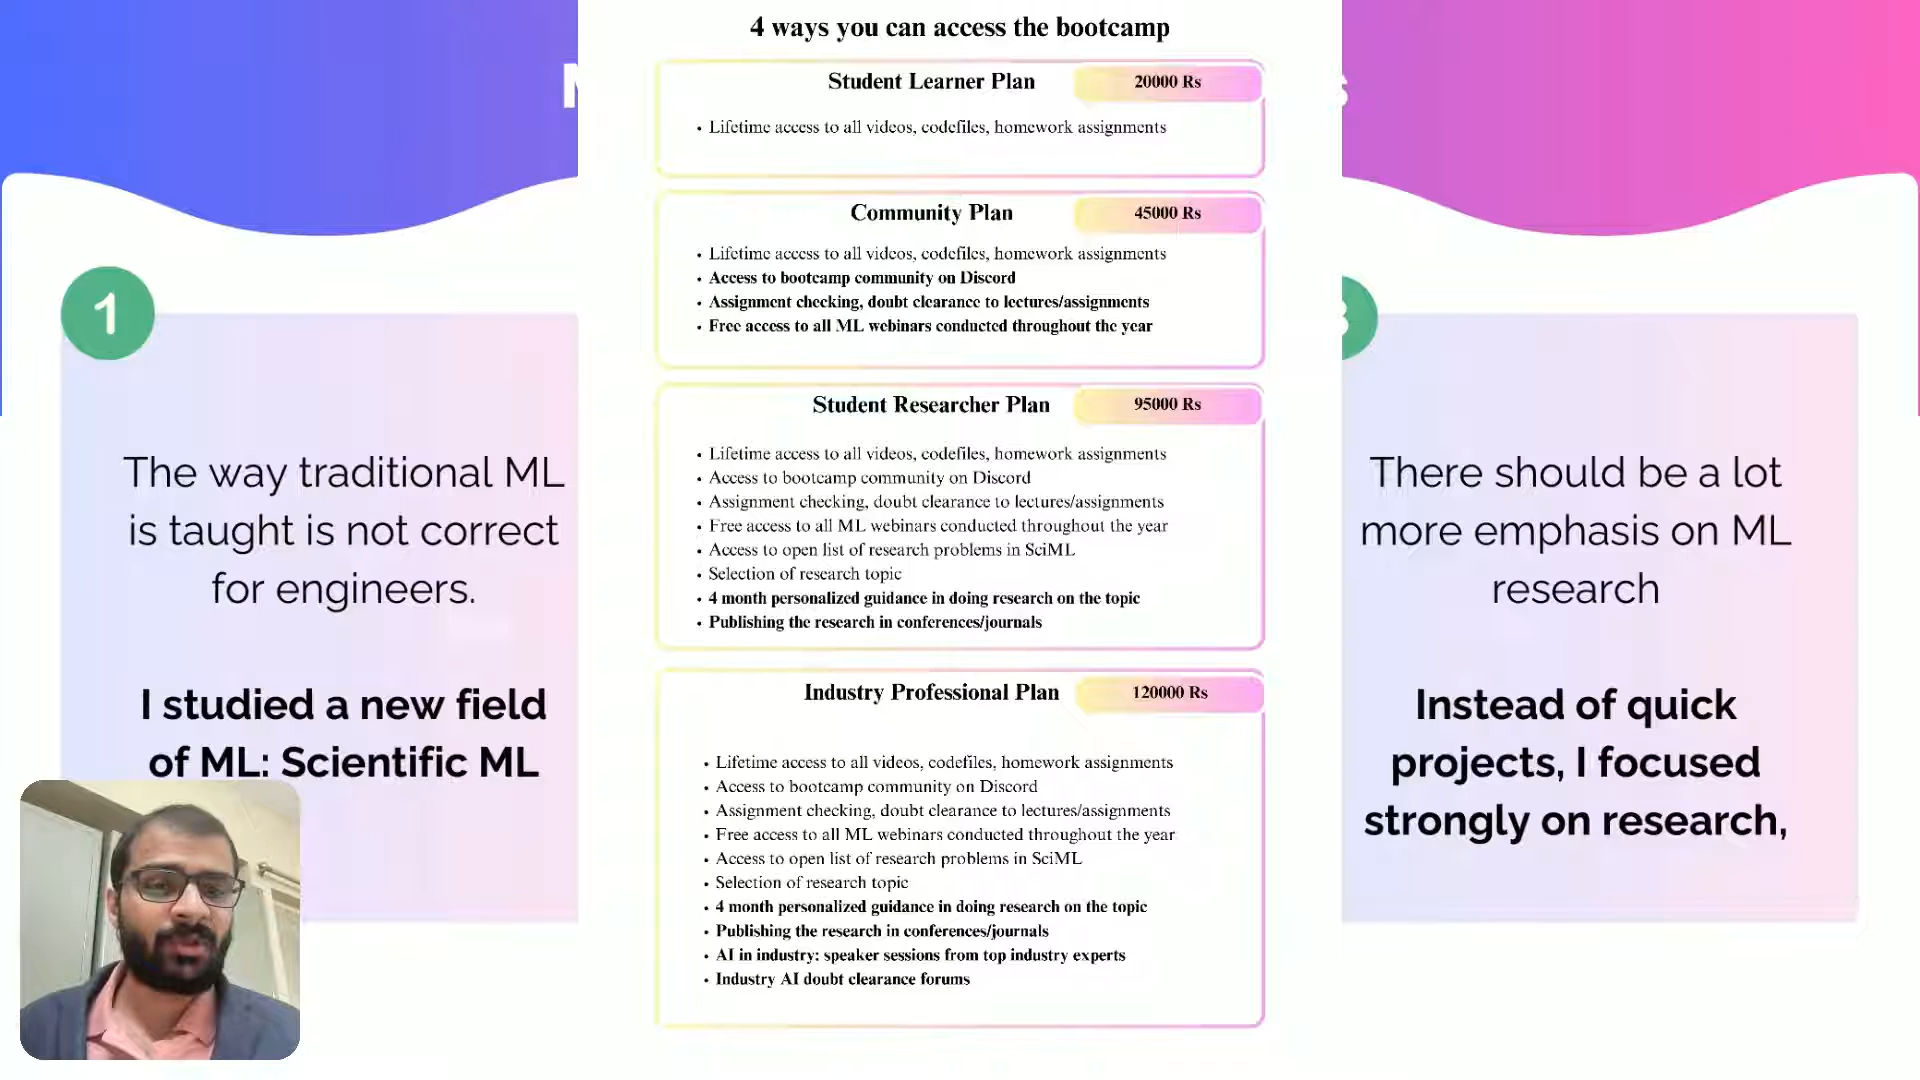 4 ways you can access the bootcamp
Student Learner Plan
20000 Rs
• Lifetime access to all videos, codefiles, homework assignments
Community Plan
45000 Rs
• Lifetime access to all videos, codefiles, homework assignments
• Access to bootcamp community on Discord
• Assignment checking, doubt clearance to lectures/assignments
• Free access to all ML webinars conducted throughout the year
Student Researcher Plan
95000 Rs
• Lifetime access to all videos, codefiles, homework assignments
• Access to bootcamp community on Discord
• Assignment checking, doubt clearance to lectures/assignments
• Free access to all ML webinars conducted throughout the year
• Access to open list of research problems in SciML
• Selection of research topic
• 4 month personalized guidance in doing research on the topic
• Publishing the research in conferences/journals
Industry Professional Plan
120000 Rs
• Lifetime access to all videos, codefiles, homework assignments
• Access to bootcamp community on Discord
• Assignment checking, doubt clearance to lectures/assignments
• Free access to all ML webinars conducted throughout the year
• Access to open list of research problems in SciML
• Selection of research topic
• 4 month personalized guidance in doing research on the topic
• Publishing the research in conferences/journals
• AI in industry: speaker sessions from top industry experts
• Industry AI doubt clearance forums
1
The way traditional ML
is taught is not correct
for engineers.
I studied a new field
of ML: Scientific ML
There should be a lot
more emphasis on ML
research
Instead of quick
projects, I focused
strongly on research,